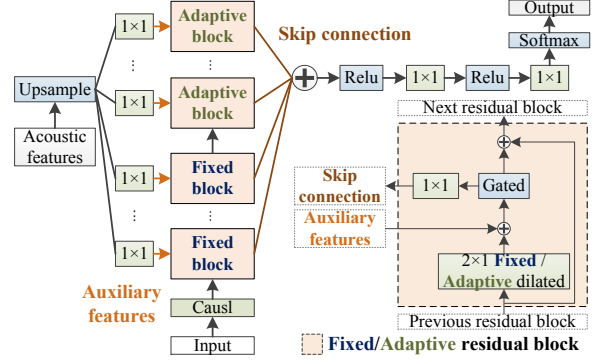 Output
Softmax
1×1
Adaptive
block
Skip connection
⋮
⋮
Upsample
1×1
Adaptive
block
Relu
1×1
Relu
1×1
Acoustic
features
Next residual block
1×1
Fixed
block
Skip
connection
1×1
Gated
⋮
⋮
Auxiliary
features
1×1
Fixed
block
2×1 Fixed /
Adaptive dilated
Auxiliary
features
Causl
Previous residual block
Input
Fixed/Adaptive residual block